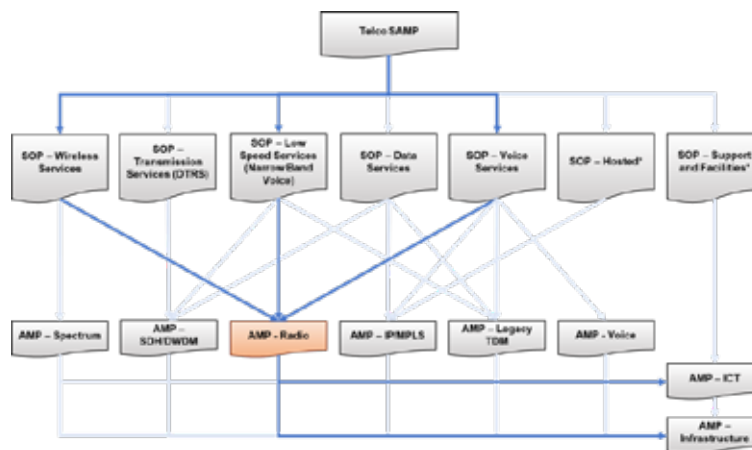 Telco SAMP
SOP – Wireless
Services
SOP –
Transmission
Services (DTRS)
SOP – Low
Speed Services
(NarrowBand
Voice)
SOP – Data
Services
SOP –
Voice Services
SOP – Hosted*
SOP – Support
and Facilities*
AMP – Spectrum
AMP –
SDH/DWDM
AMP - Radio
AMP – IP/MPLS
AMP – Legacy
TDM
AMP - Voice
AMP – ICT
AMP –
Infrastructure